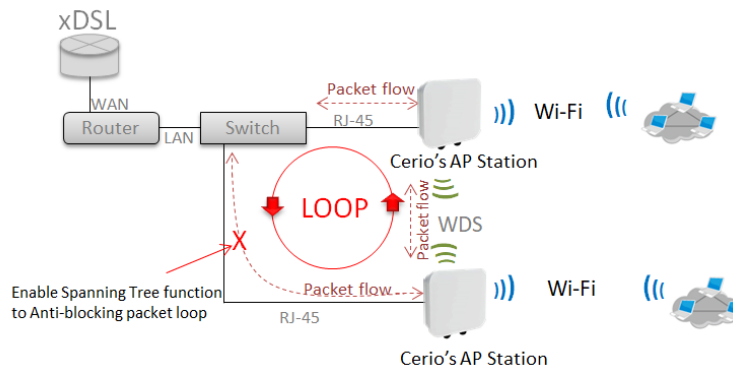 xDSL
WAN
Router
LAN
Switch
Packet flow
RJ-45
Wi-Fi
Cerio's AP Station
LOOP
Packet flow
WDS
X
Enable Spanning Tree function
to Anti-blocking packet loop
Packet flow
RJ-45
Wi-Fi
Cerio's AP Station